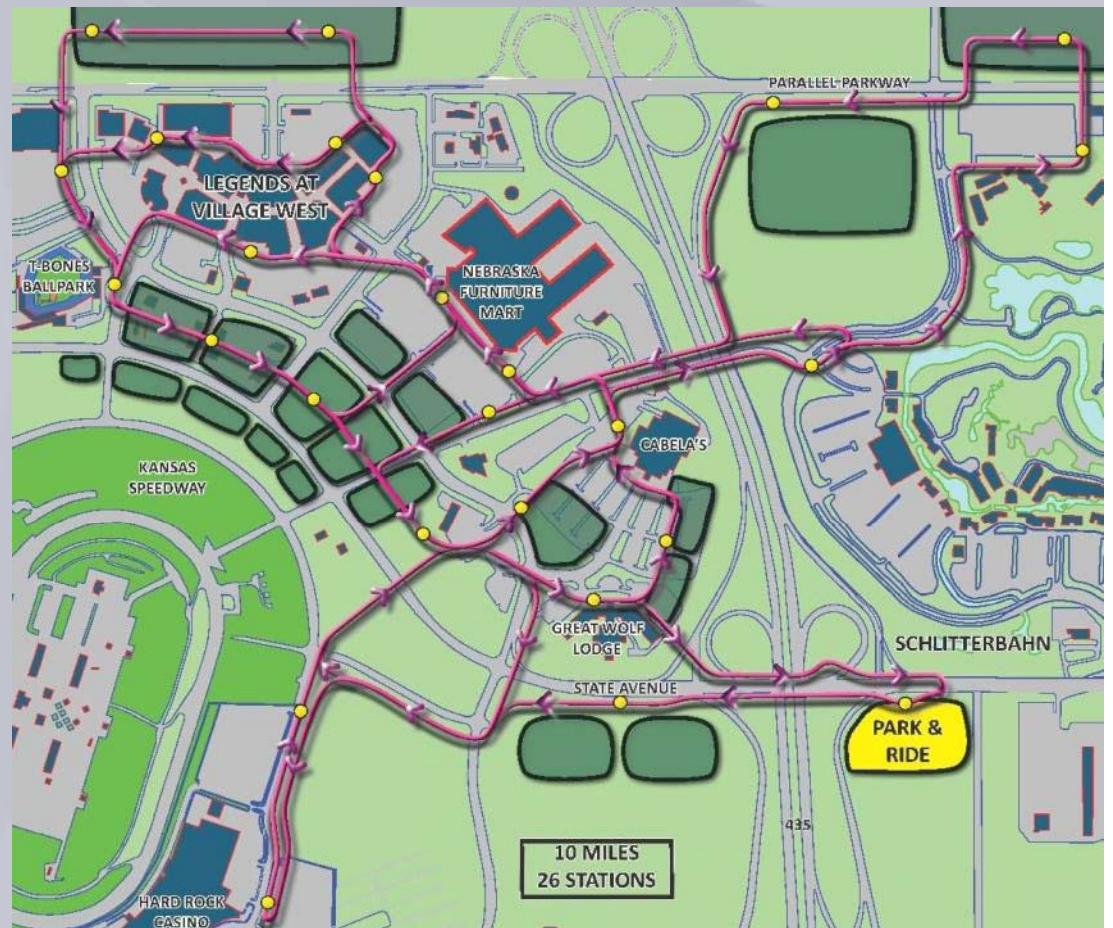 PARALLEL PARKWAY
LEGENDS AT
VILLAGE WEST
T-BONES
BALLPARK
NEBRASKA
FURNITURE
MART
CABELA'S
KANSAS
SPEEDWAY
GREAT WOLF
LODGE
SCHLITTERBAHN
STATE AVENUE
PARK &
RIDE
435
10 MILES
26 STATIONS
HARD ROCK
CASINO